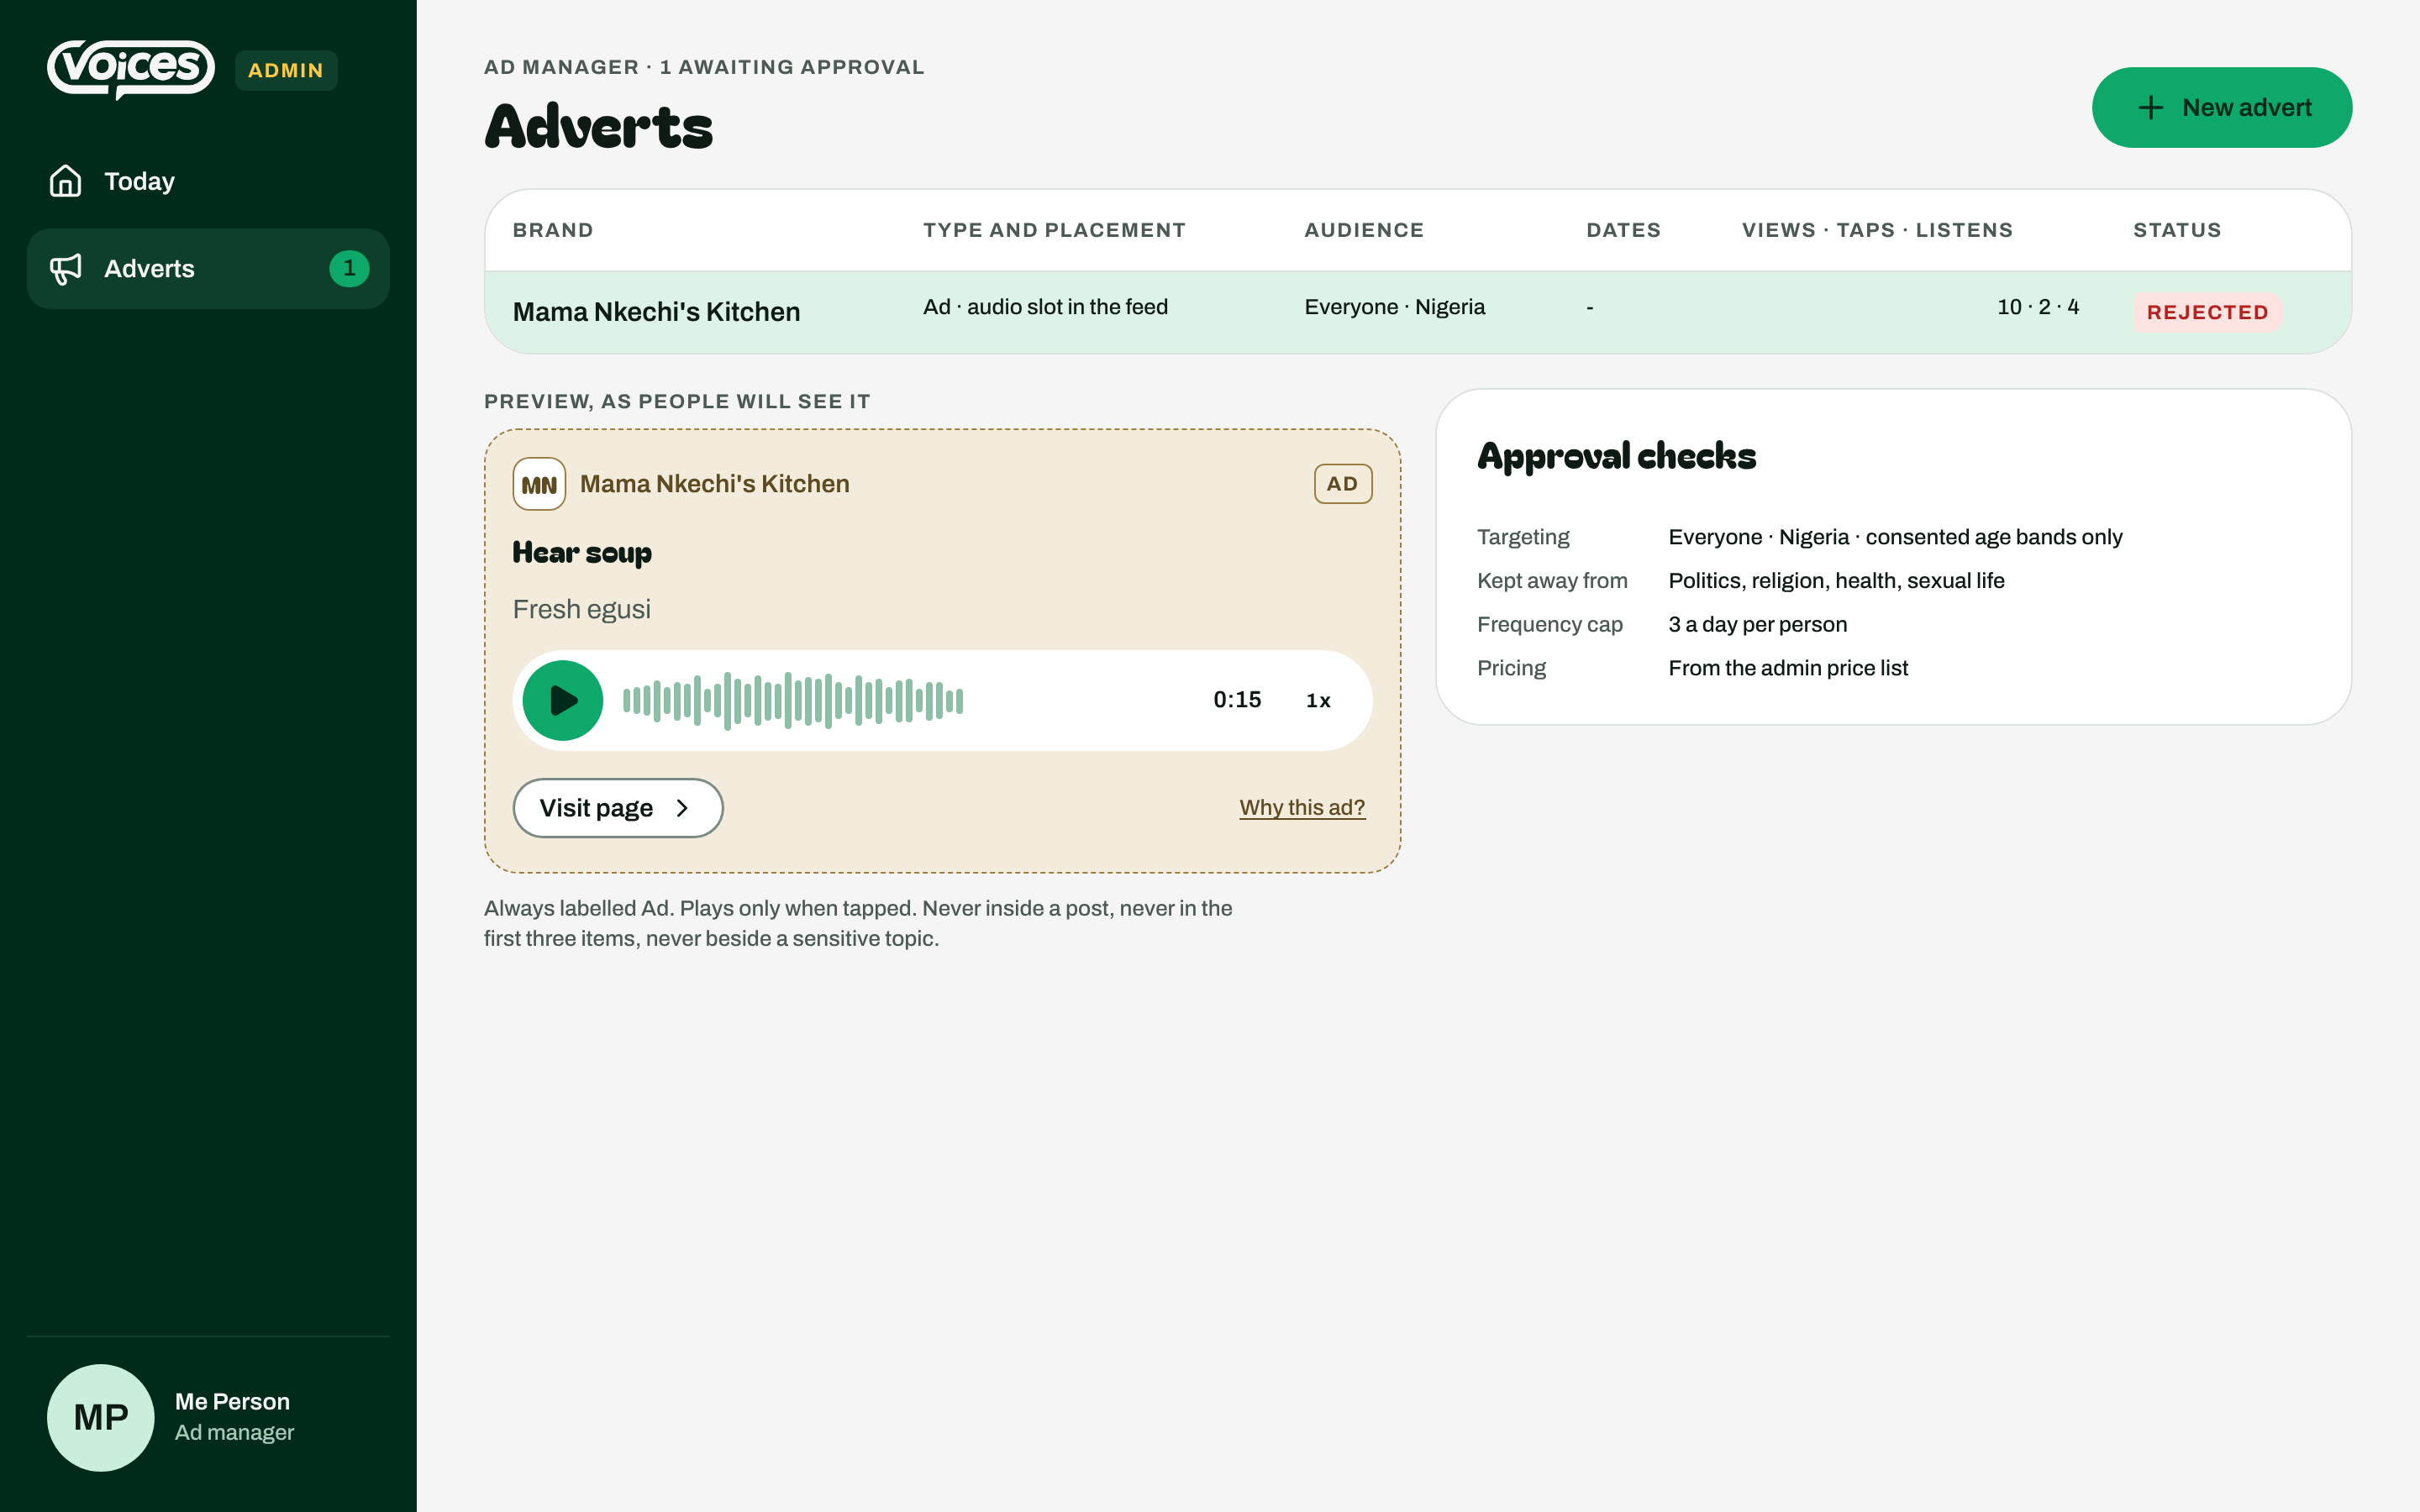 Voices
ADMIN
Today
Adverts
1
Me Person
Ad manager
MP
AD MANAGER · 1 AWAITING APPROVAL
Adverts
New advert
BRAND
TYPE AND PLACEMENT
AUDIENCE
DATES
VIEWS · TAPS · LISTENS
STATUS
Mama Nkechi's Kitchen
Ad · audio slot in the feed
Everyone · Nigeria
-
10 · 2 · 4
REJECTED
PREVIEW, AS PEOPLE WILL SEE IT
MN
Mama Nkechi's Kitchen
AD
Hear soup
Fresh egusi
0:15
1x
Visit page
Why this ad?
Always labelled Ad. Plays only when tapped. Never inside a post, never in the
first three items, never beside a sensitive topic.
Approval checks
Targeting
Everyone · Nigeria · consented age bands only
Kept away from
Politics, religion, health, sexual life
Frequency cap
3 a day per person
Pricing
From the admin price list